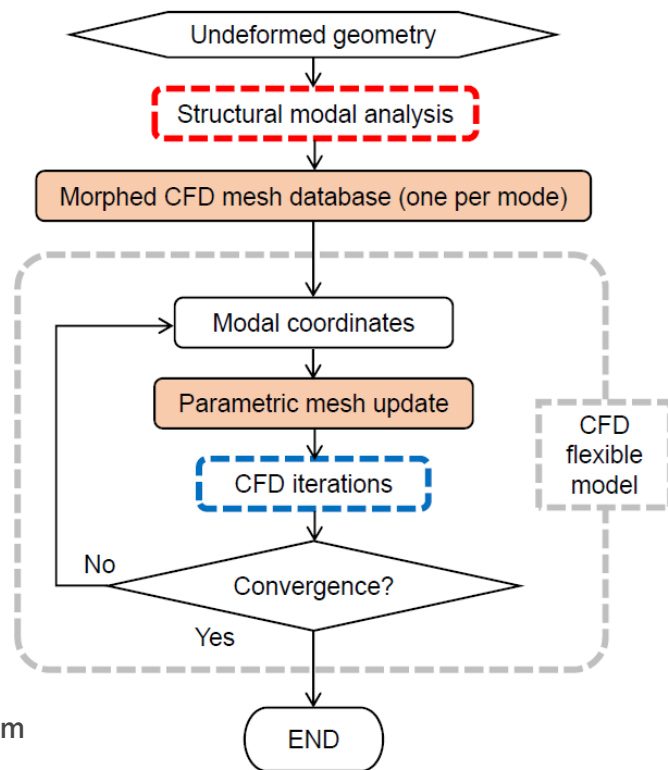 Undeformed geometry
Structural modal analysis
Morphed CFD mesh database (one per mode)
Modal coordinates
Parametric mesh update
CFD
flexible
model
CFD iterations
No
Convergence?
Yes
m
END